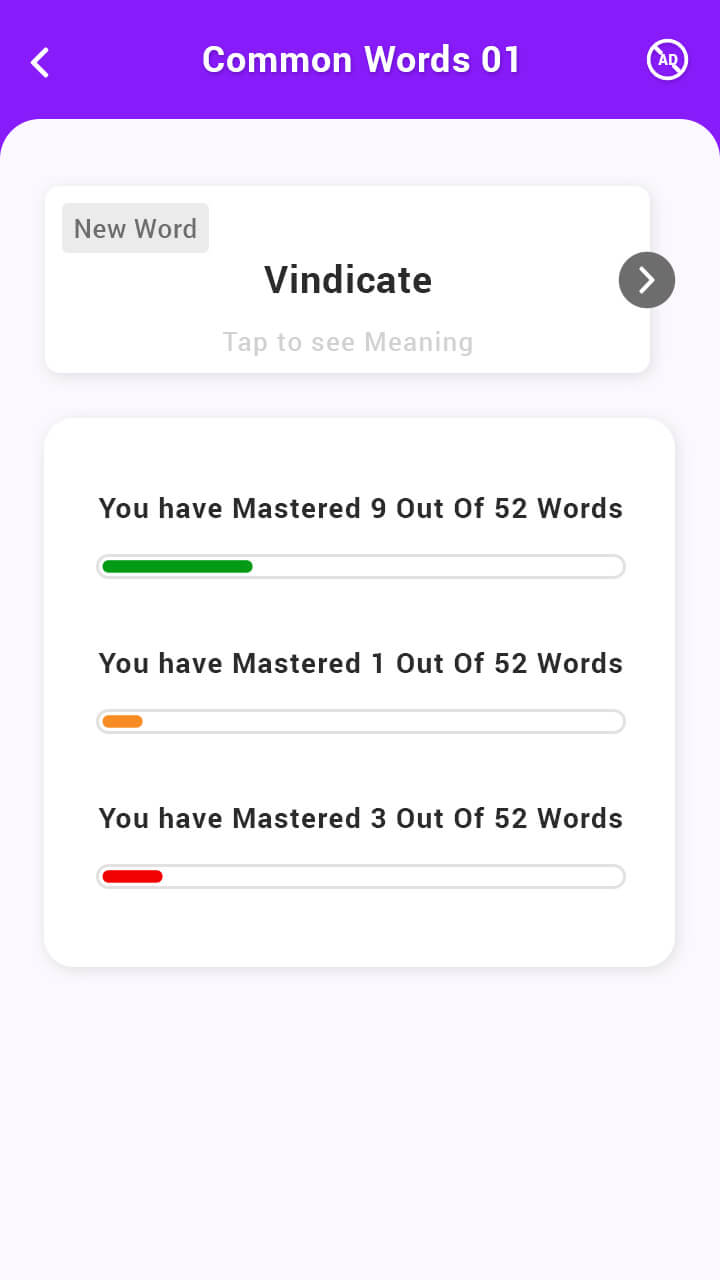 Common Words 01
AD
New Word
Vindicate
Tap to see Meaning
You have Mastered 9 Out Of 52 Words
You have Mastered 1 Out Of 52 Words
You have Mastered 3 Out Of 52 Words